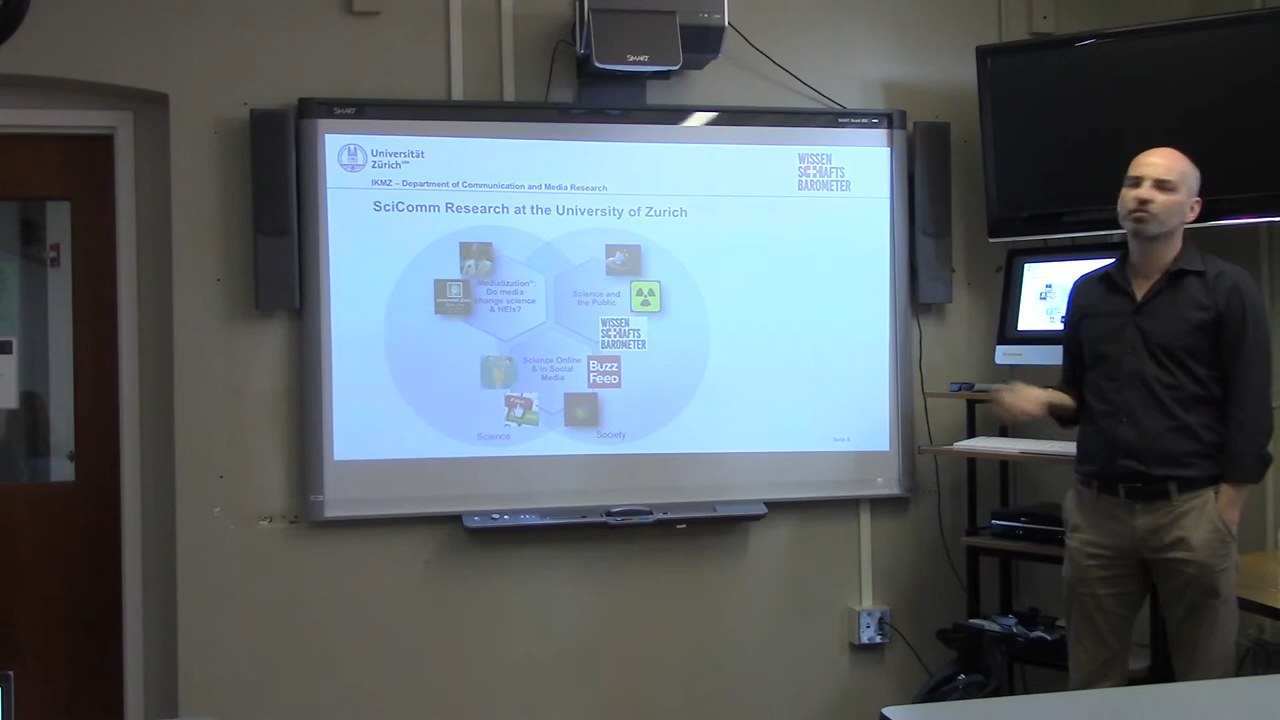 SMART
SMART
Universität
Zürich
WISSEN
SCHAFTS
BAROMETER
IKMZ – Department of Communication and Media Research
SciComm Research at the University of Zurich
Mediatization":
Do media
change science
& HEIs?
Science and
the Public
WISSEN
SCHAFTS
BAROMETER
Science Online
& in Social
Media
Buzz
Feed
Science
Society
Seite